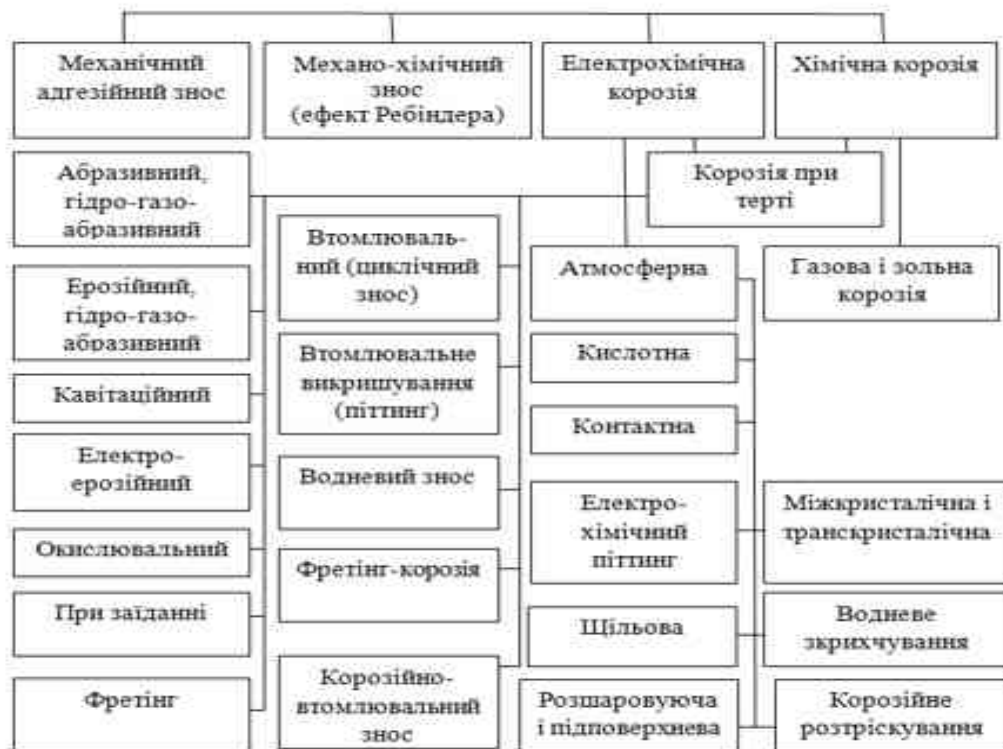 Механічний
адгезійний знос
Механо-хімічний
знос
(ефект Ребіндера)
Електрохімічна
корозія
Хімічна корозія
Абразивний,
гідро-газо-
абразивний
Корозія при
терті
Втомлюваль-
ний (циклічний
знос)
Атмосферна
Газова і зольна
корозія
Ерозійний,
гідро-газо-
абразивний
Втомлювальне
викришування
(піттинг)
Кислотна
Кавітаційний
Контактна
Електро-
ерозійний
Водневий знос
Електро-
хімічний
піттинг
Міжкристалічна і
транскристалічна
Окислювальний
Фретінг-корозія
При заїданні
Щільова
Водневе
зкрихчування
Фретінг
Корозійно-
втомлювальний
знос
Розшаровуюча
і підповерхнева
Корозійне
розтріскування